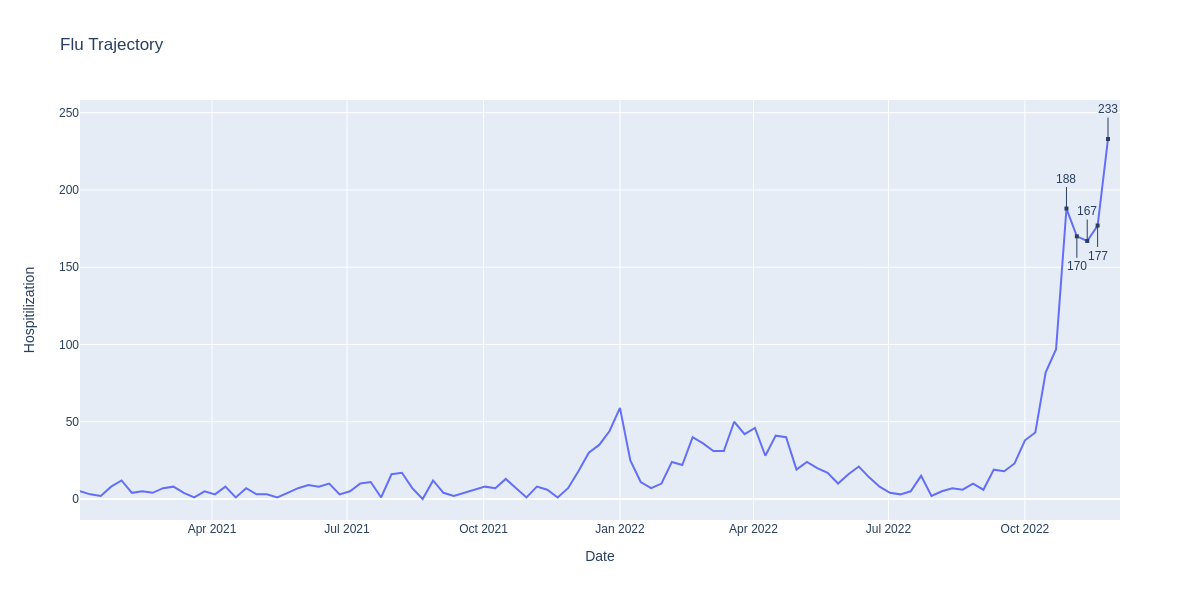 Flu Trajectory
250
200
150
100
50
0
Hospitilization
233
188
167
177
170
Apr 2021
Jul 2021
Oct 2021
Jan 2022
Apr 2022
Jul 2022
Oct 2022
Date